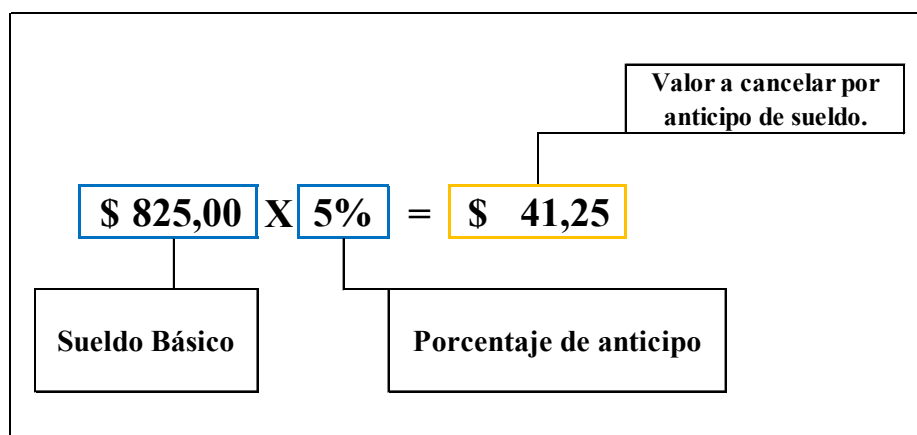 Valor a cancelar por
anticipo de sueldo.
$ 825,00 X 5% = $ 41,25
Sueldo Básico
Porcentaje de anticipo